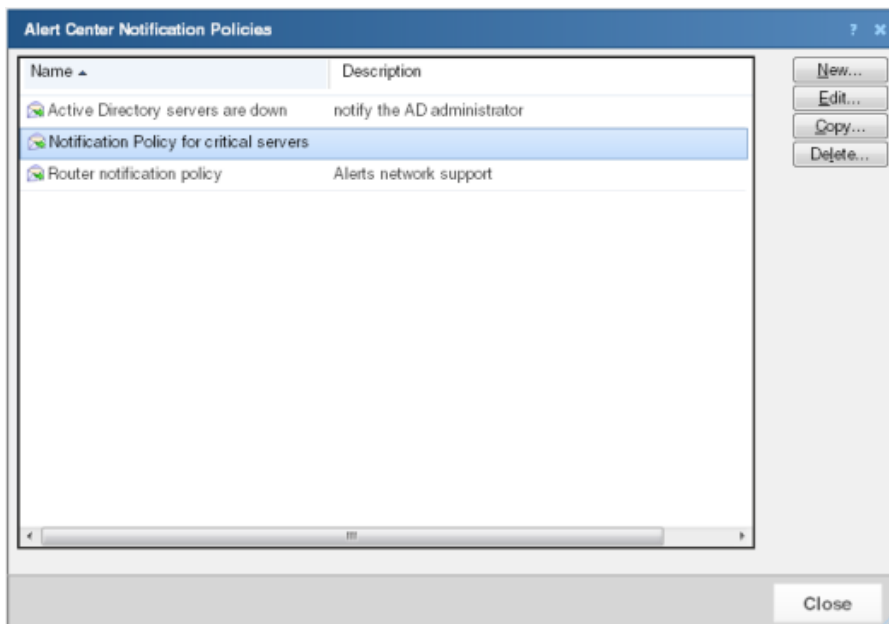 Alert Center Notification Policies ? x
Name Description
Active Directory servers are down notify the AD administrator
Notification Policy for critical servers
Router notification policy Alerts network support
New...
Edit...
Copy...
Delete...
Close